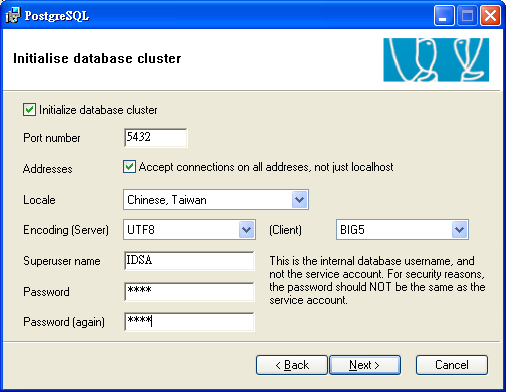 PostgreSQL
Initialise database cluster
Initialize database cluster
Port number 5432
Addresses Accept connections on all addreses, not just localhost
Locale Chinese, Taiwan
Encoding (Server) UTF8 (Client) BIG5
Superuser name IDSA
This is the internal database username, and
not the service account. For security reasons,
the password should NOT be the same as the
service account.
Password ****
Password (again) ****
< Back Next > Cancel